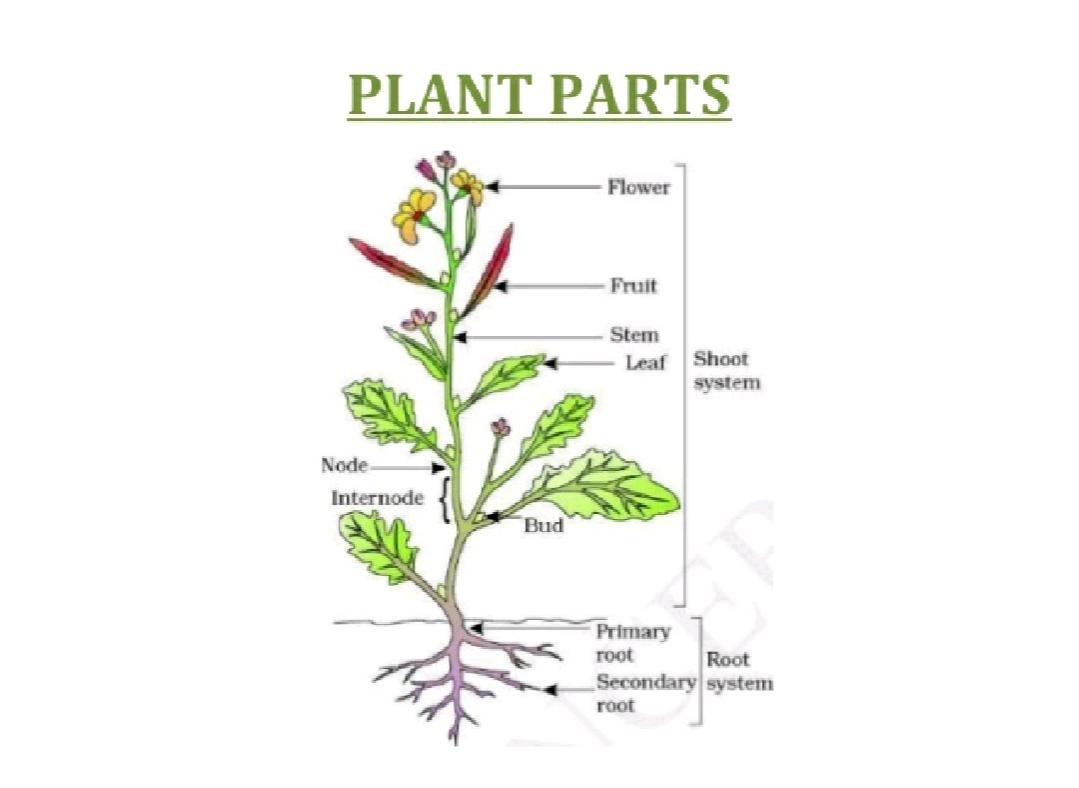 PLANT PARTS
Flower
Fruit
Stem
Leaf
Shoot
system
Node
Internode
Bud
Primary
root
Secondary
root
Root
system